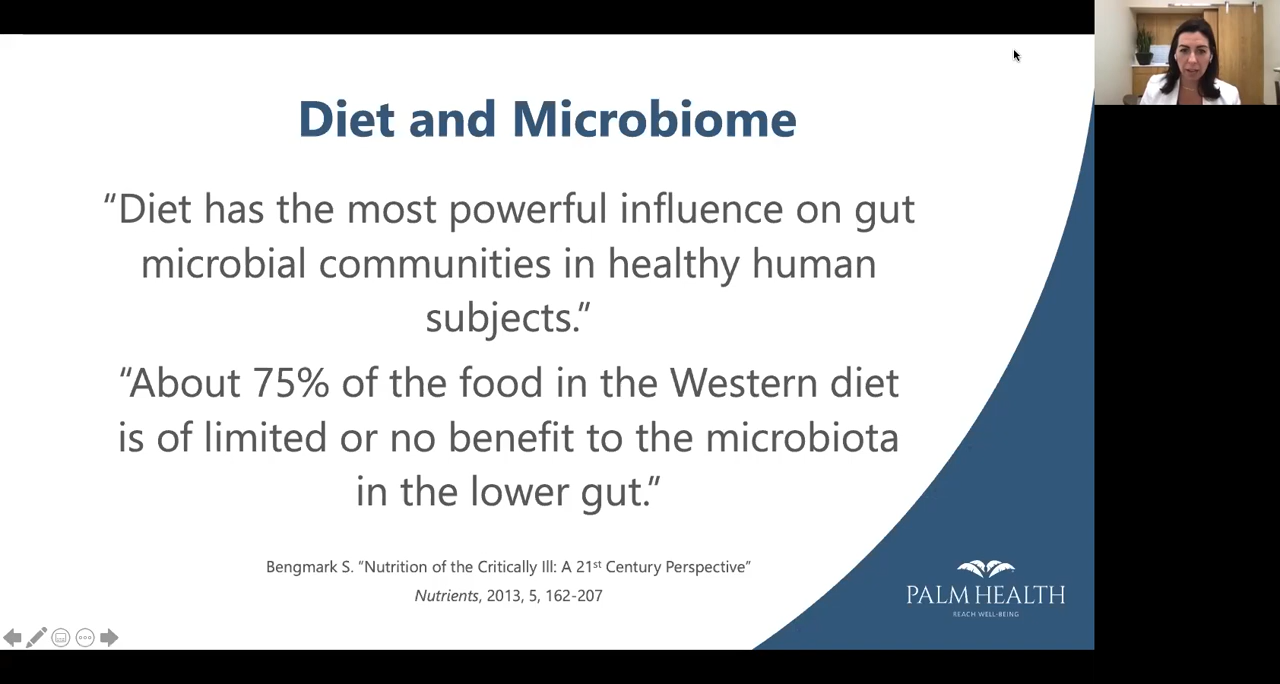 Diet and Microbiome
“Diet has the most powerful influence on gut
microbial communities in healthy human
subjects.”
“About 75% of the food in the Western diet
is of limited or no benefit to the microbiota
in the lower gut.”
Bengmark S. “Nutrition of the Critically Ill: A 21st Century Perspective”
Nutrients, 2013, 5, 162-207
PALM HEALTH
REACH WELL-BEING